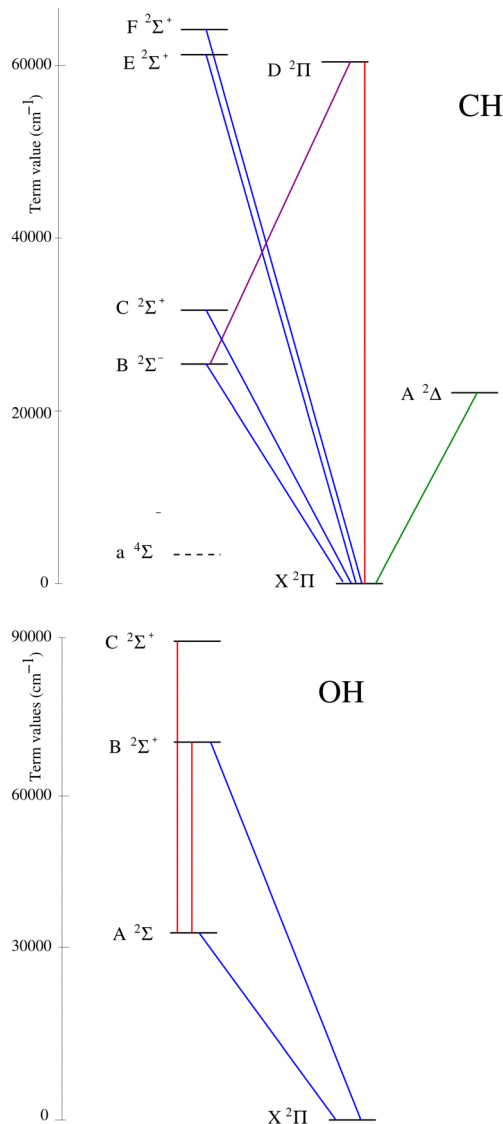 F ²Σ⁺
E ²Σ⁺
60000
D ²Π
CH
Term value (cm⁻¹)
40000
C ²Σ⁺
B ²Σ⁻
A ²Δ
20000
⁻
a ⁴Σ
X ²Π
0
90000
C ²Σ⁺
OH
Term values (cm⁻¹)
B ²Σ⁺
60000
A ²Σ
30000
0
X ²Π